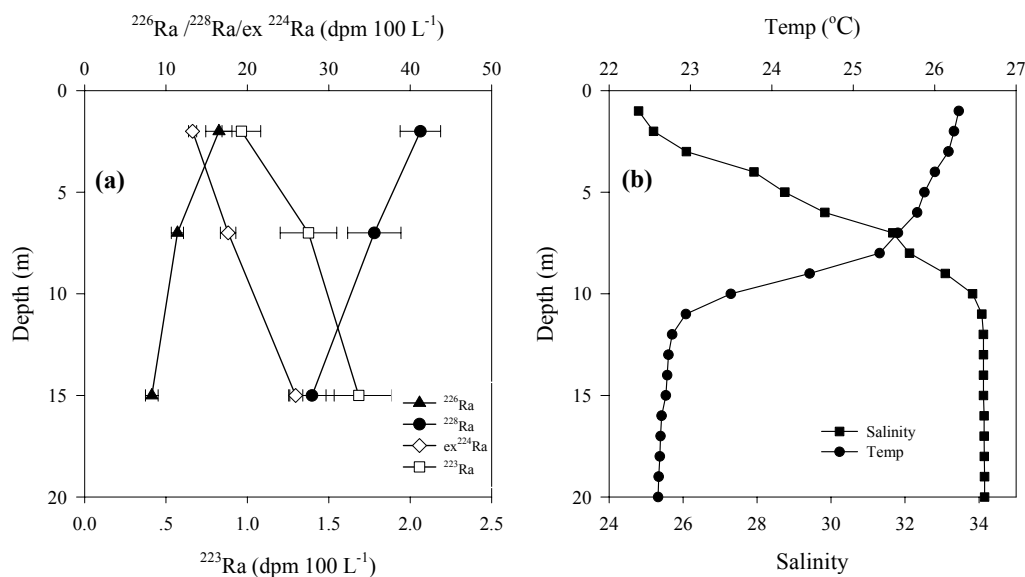 ²²⁶Ra /²²⁸Ra/ex ²²⁴Ra (dpm 100 L⁻¹)
0 10 20 30 40 50
0
5
10
15
20
Depth (m)
(a)
²²⁶Ra
²²⁸Ra
ex²²⁴Ra
²²³Ra
0.0 .5 1.0 1.5 2.0 2.5
²²³Ra (dpm 100 L⁻¹)
Temp (°C)
22 23 24 25 26 27
0
5
10
15
20
Depth (m)
(b)
Salinity
Temp
24 26 28 30 32 34
Salinity